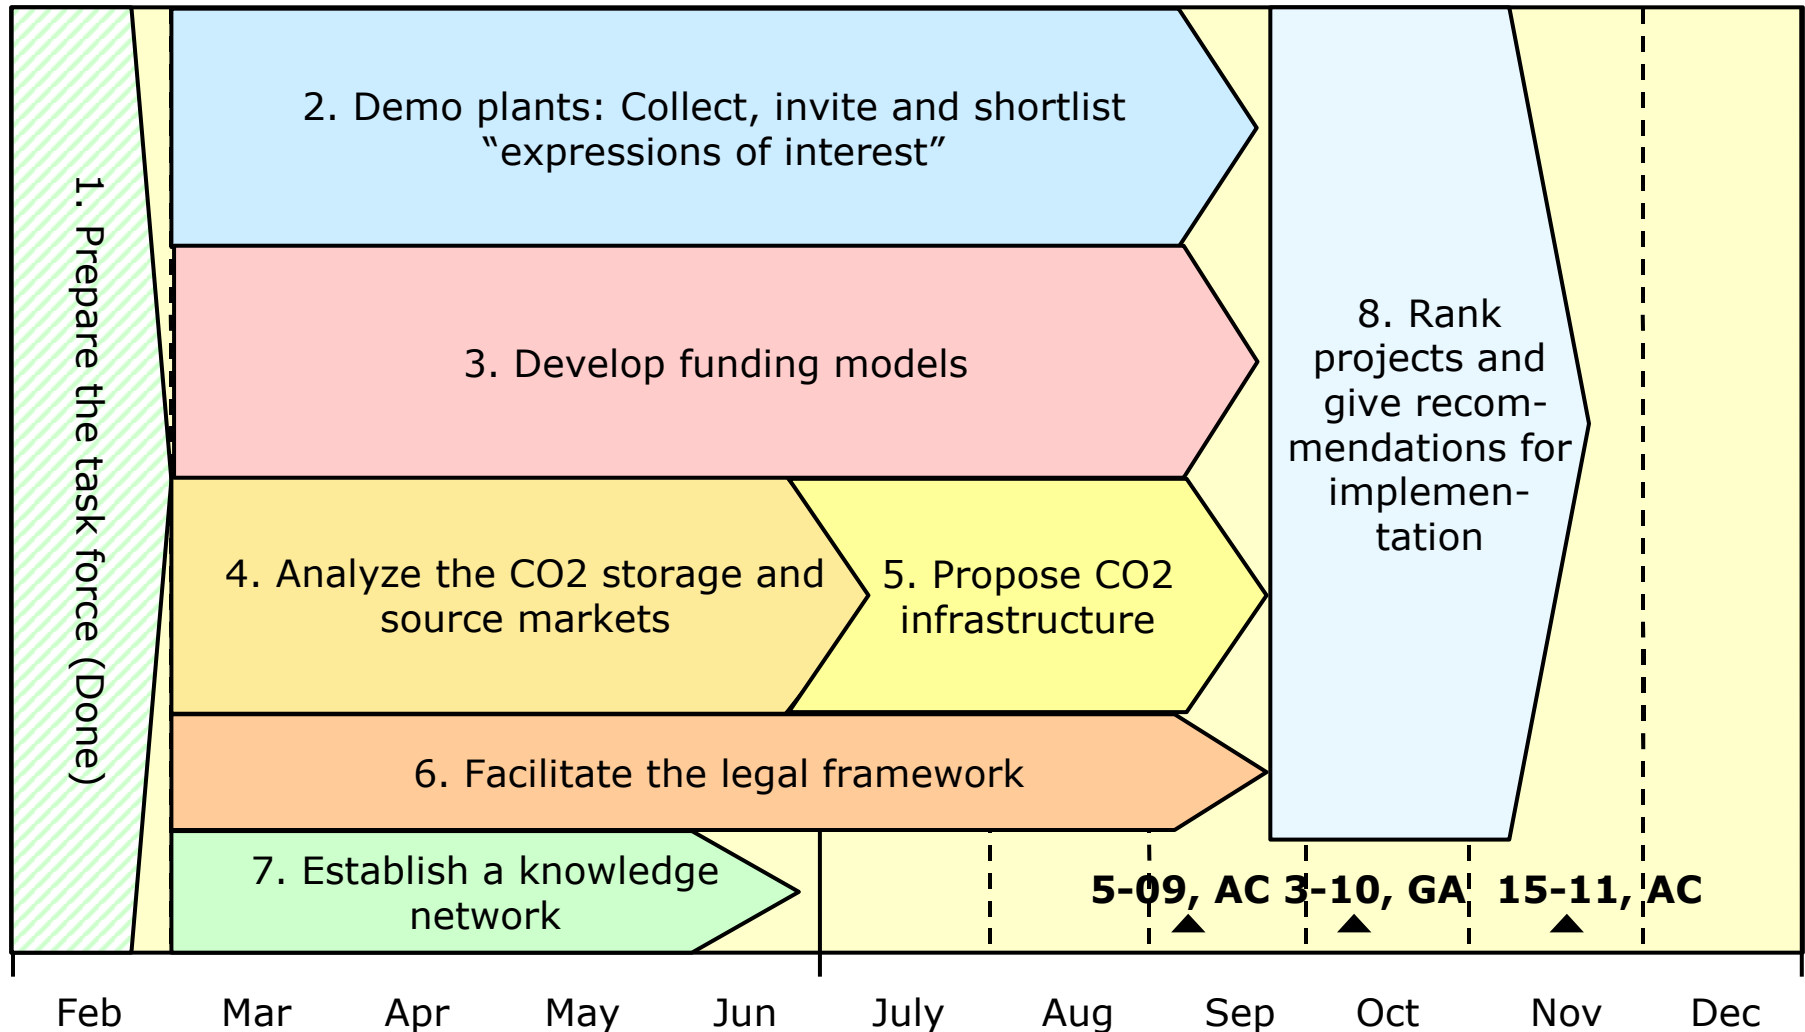 1. Prepare the task force (Done)
2. Demo plants: Collect, invite and shortlist
“expressions of interest”
3. Develop funding models
4. Analyze the CO2 storage and
source markets
5. Propose CO2
infrastructure
6. Facilitate the legal framework
7. Establish a knowledge
network
8. Rank
projects and
give recom-
mendations for
implemen-
tation
5-09, AC 3-10, GA 15-11, AC
Feb Mar Apr May Jun July Aug Sep Oct Nov Dec